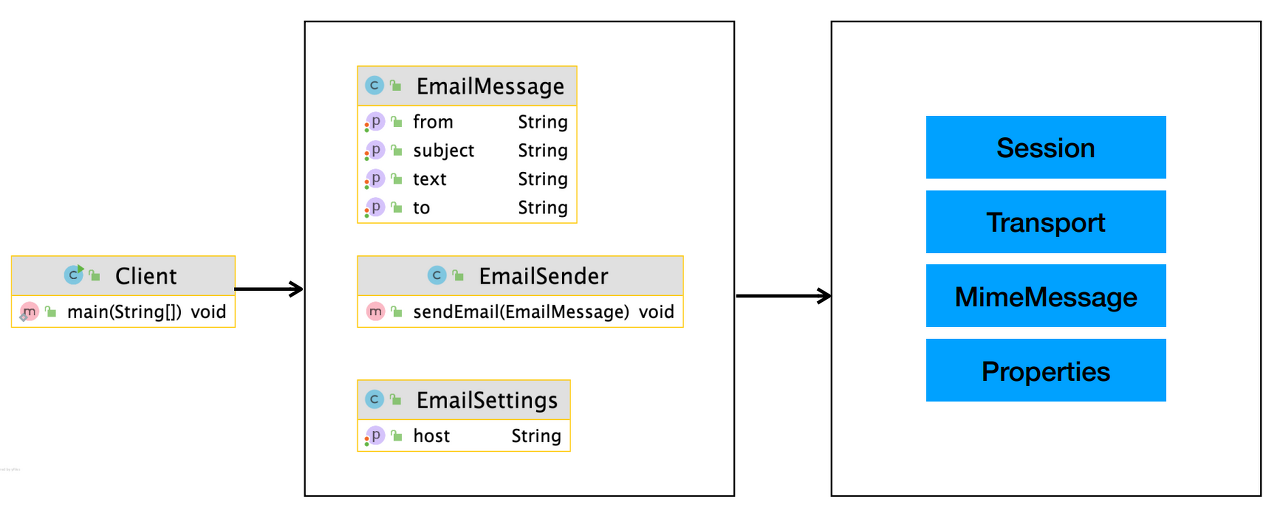 C EmailMessage
p from String
p subject String
p text String
p to String
C Client
m main(String[]) void
C EmailSender
m sendEmail(EmailMessage) void
C EmailSettings
p host String
Session
Transport
MimeMessage
Properties